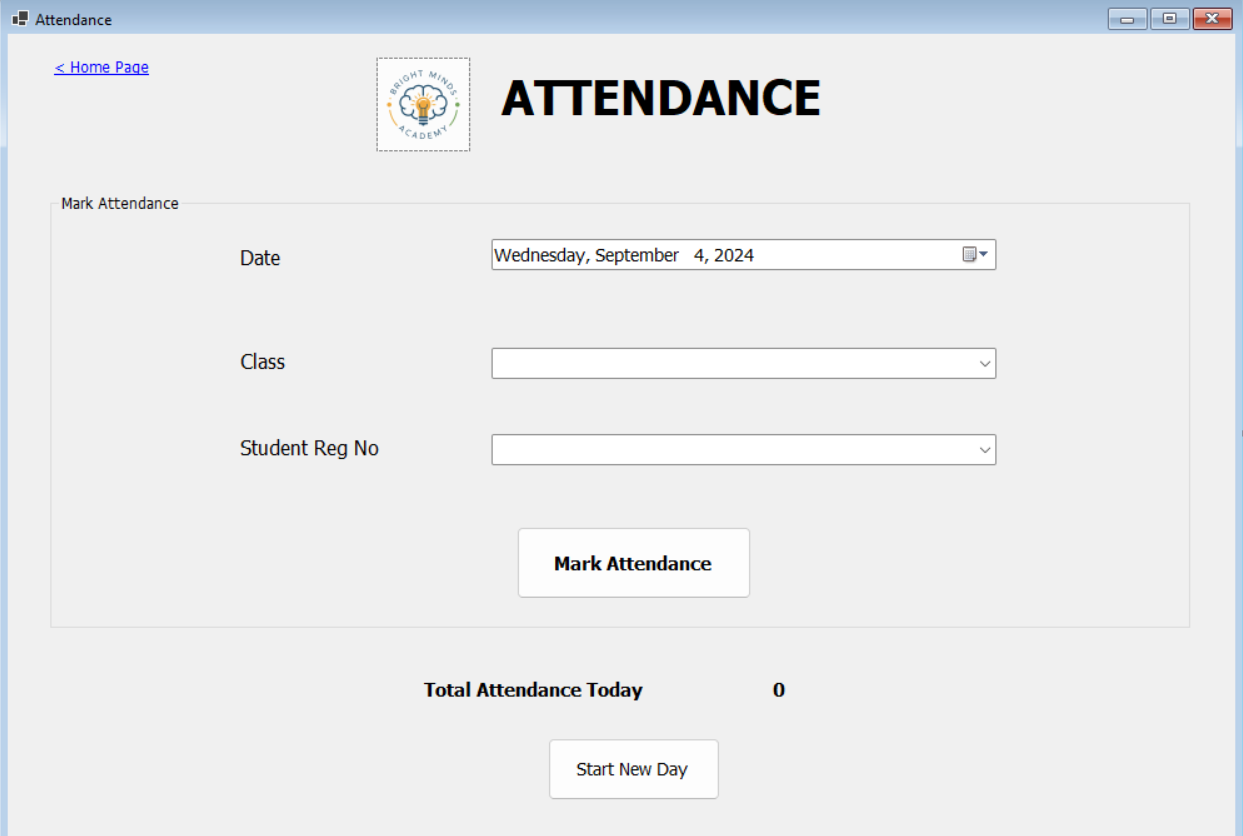 Attendance
< Home Page
BRIGHT MINDS
ACADEMY
ATTENDANCE
Mark Attendance
Date
Wednesday, September 4, 2024
Class
Student Reg No
Mark Attendance
Total Attendance Today 0
Start New Day